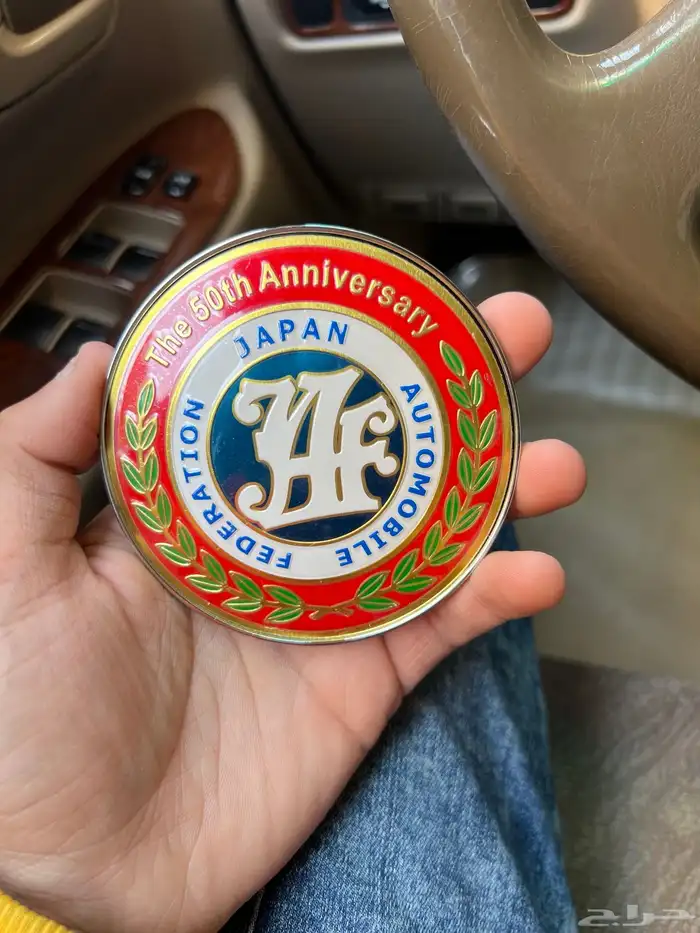 The 50th Anniversary
JAPAN
AUTOMOBILE
FEDERATION
JAF
®
حراج